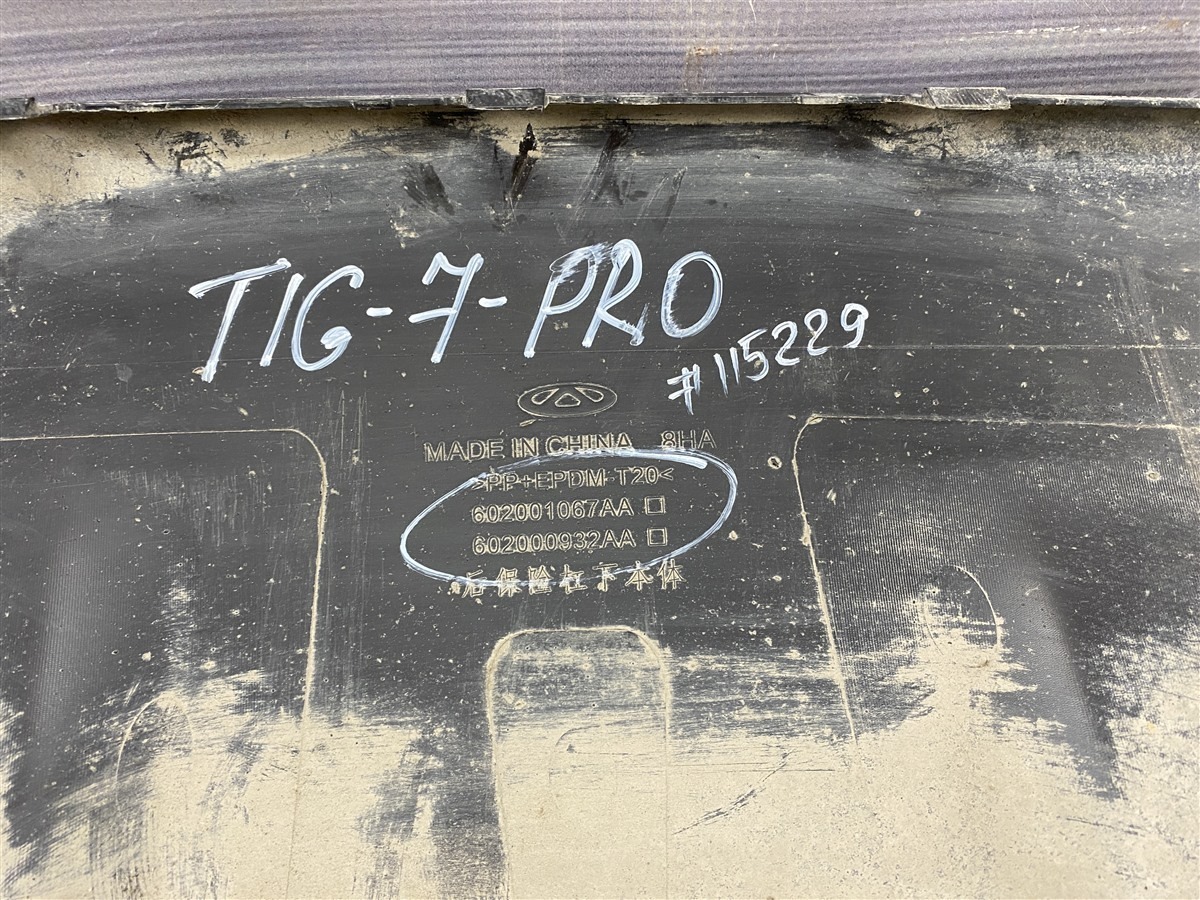 TIG-7-PRO
#115229
MADE IN CHINA 8HA
>PP+EPDM-T20<
602001067AA □
602000932AA □
后保险杠下本体